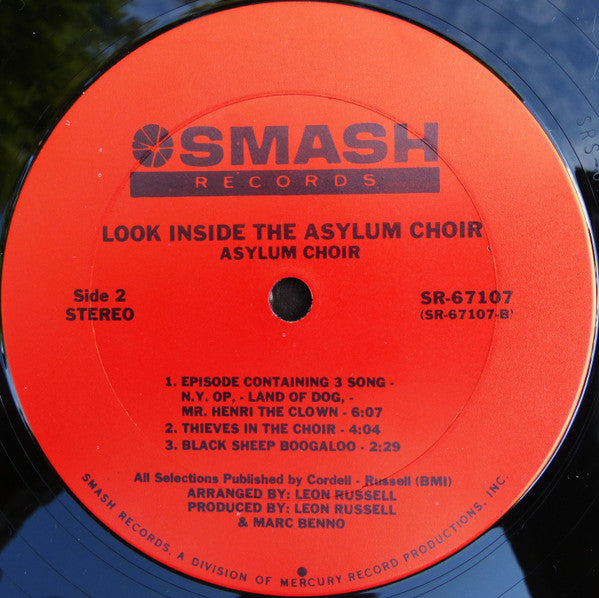 SMASH
RECORDS
LOOK INSIDE THE ASYLUM CHOIR
ASYLUM CHOIR
Side 2
STEREO
SR-67107
(SR-67107-B)
1. EPISODE CONTAINING 3 SONG -
N.Y. OP, - LAND OF DOG, -
MR. HENRI THE CLOWN - 6:07
2. THIEVES IN THE CHOIR - 4:04
3. BLACK SHEEP BOOGALOO - 2:29
All Selections Published by Cordell - Russell (BMI)
ARRANGED BY: LEON RUSSELL
PRODUCED BY: LEON RUSSELL
& MARC BENNO
SMASH RECORDS, A DIVISION OF MERCURY RECORD PRODUCTIONS, INC.